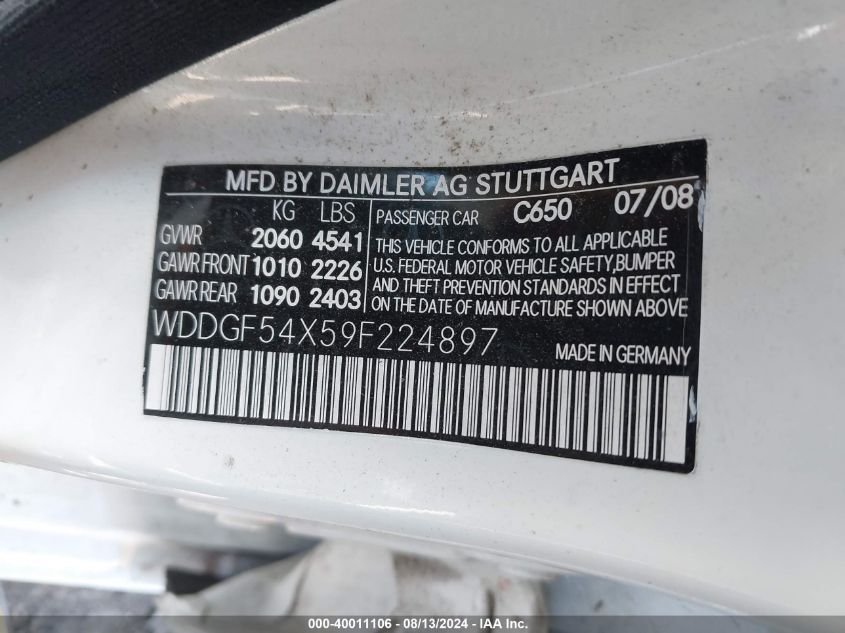 MFD BY DAIMLER AG STUTTGART
KG LBS
GVWR 2060 4541
GAWR FRONT 1010 2226
GAWR REAR 1090 2403
PASSENGER CAR C650 07/08
THIS VEHICLE CONFORMS TO ALL APPLICABLE
U.S. FEDERAL MOTOR VEHICLE SAFETY,BUMPER
AND THEFT PREVENTION STANDARDS IN EFFECT
ON THE DATE OF MANUFACTURE SHOWN ABOVE
WDDGF54X59F224897
MADE IN GERMANY
000-40011106 - 08/13/2024 - IAA Inc.